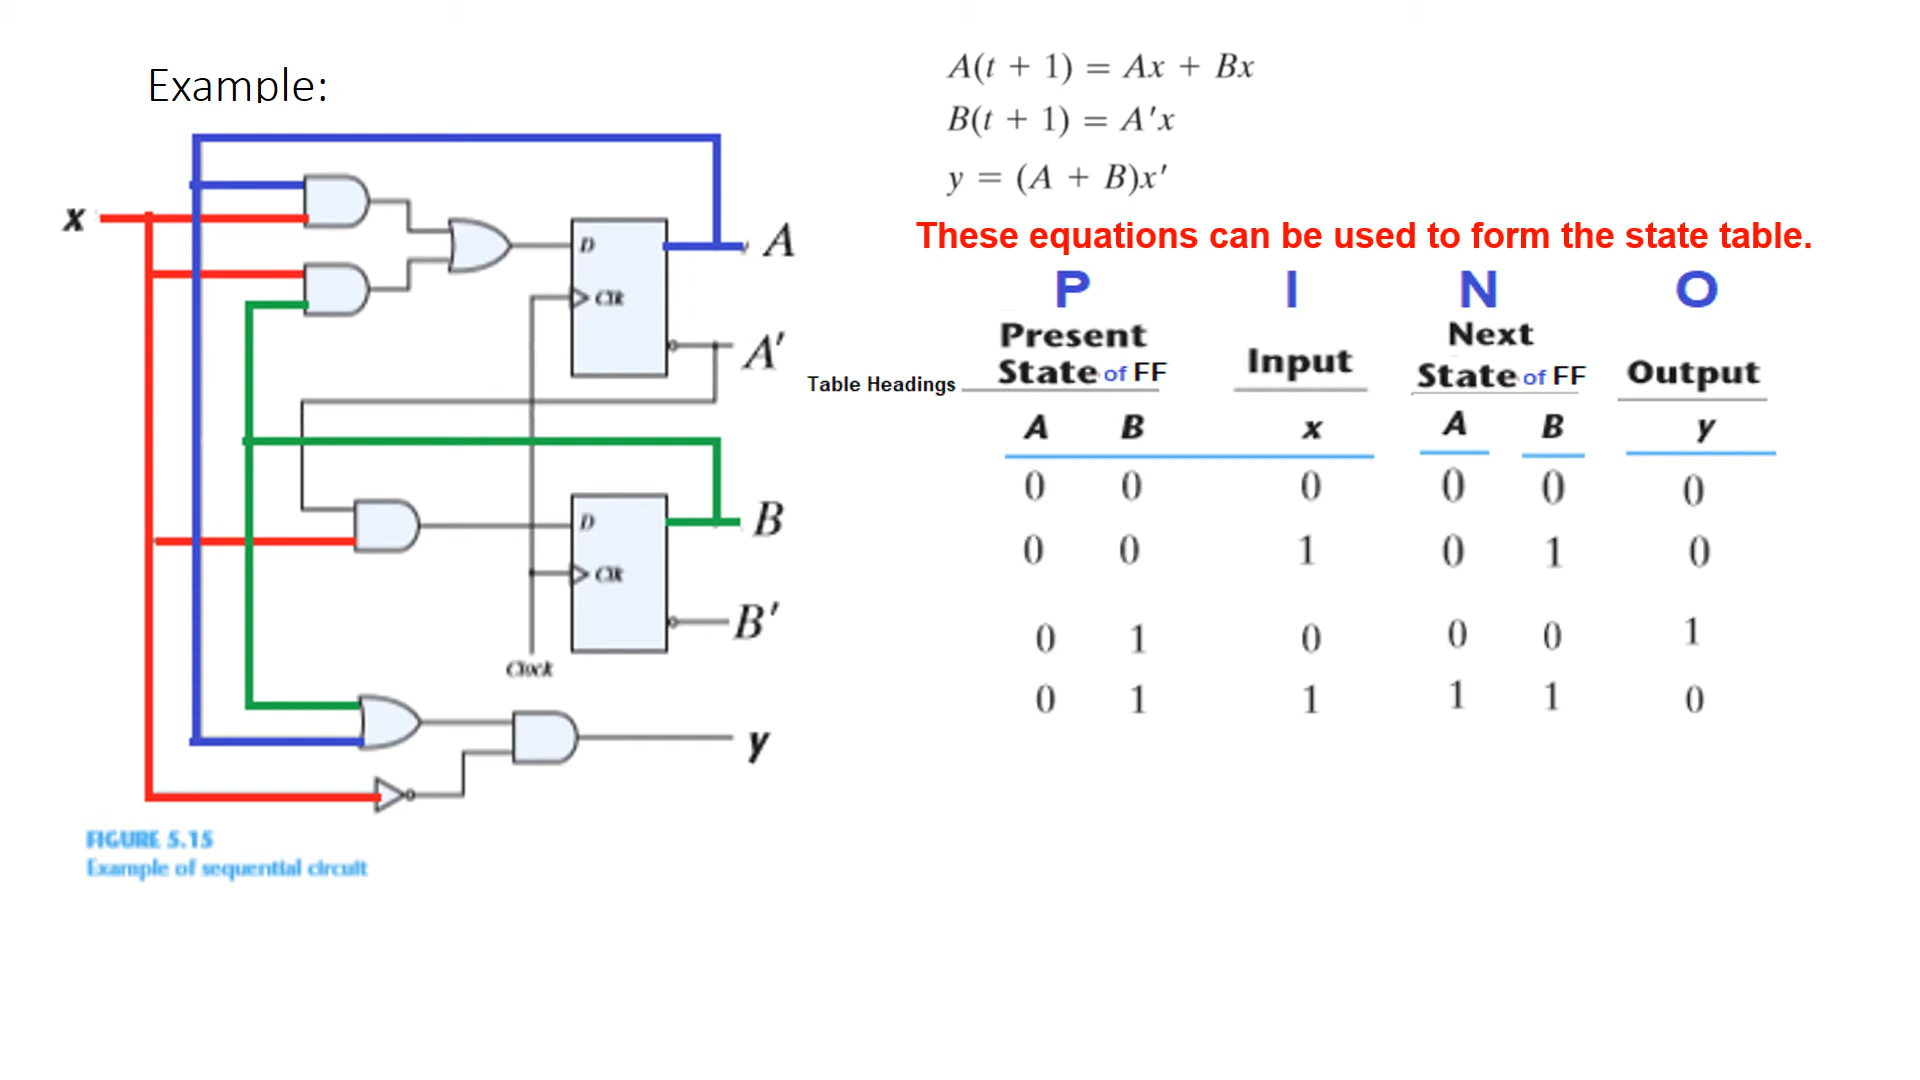 Example:
x
D
Clk
A
A'
D
Clk
B
B'
Clock
y
FIGURE 5.15
Example of sequential circuit
A(t + 1) = Ax + Bx
B(t + 1) = A'x
y = (A + B)x'
These equations can be used to form the state table.
P I N O
Table Headings
Present State of FF Input Next State of FF Output
A B x A B y
0 0 0 0 0 0
0 0 1 0 1 0
0 1 0 0 0 1
0 1 1 1 1 0